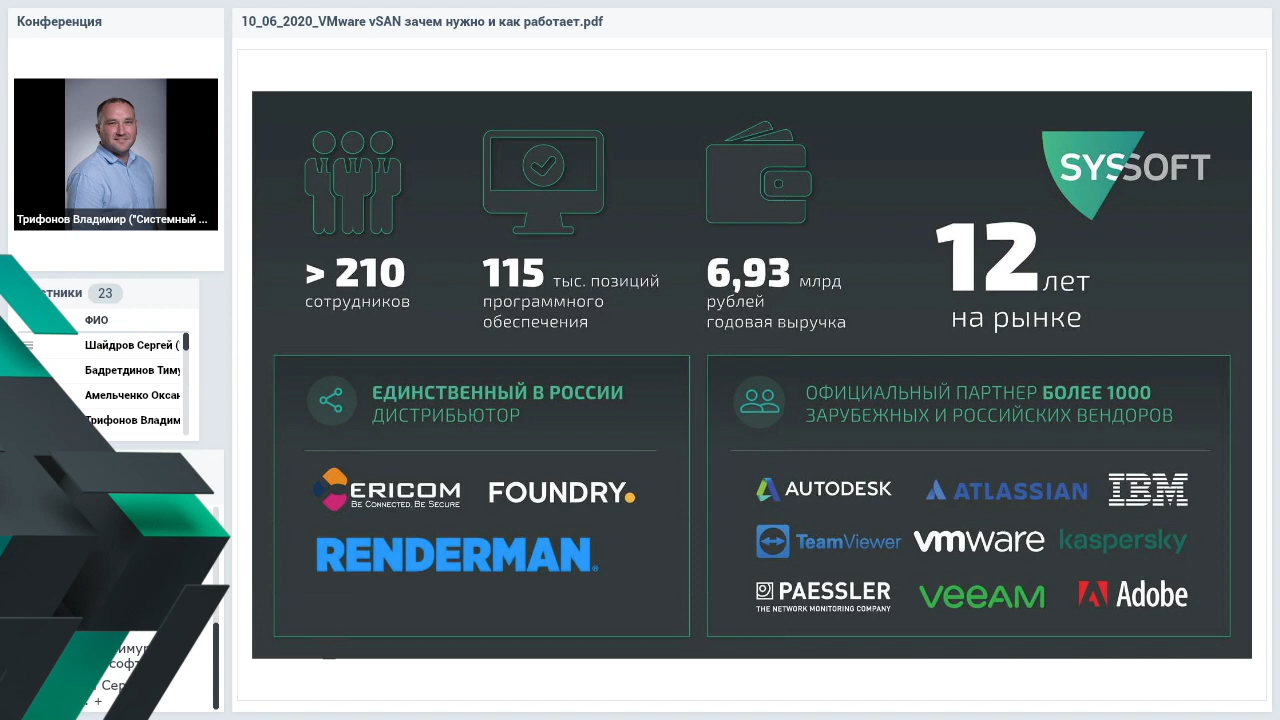 Конференция
10_06_2020_VMware vSAN зачем нужно и как работает.pdf
Трифонов Владимир ("Системный ...
23
ФИО
Шайдров Сергей (
Бадретдинов Тиму
Амельченко Оксан
Трифонов Владим
SYSSOFT
> 210
сотрудников
115 тыс. позиций
программного
обеспечения
6,93 млрд
рублей
годовая выручка
12 лет
на рынке
ЕДИНСТВЕННЫЙ В РОССИИ
ДИСТРИБЬЮТОР
ERICOM
BE CONNECTED. BE SECURE
FOUNDRY.
RENDERMAN®
ОФИЦИАЛЬНЫЙ ПАРТНЕР БОЛЕЕ 1000
ЗАРУБЕЖНЫХ И РОССИЙСКИХ ВЕНДОРОВ
AUTODESK ATLASSIAN IBM
TeamViewer vmware kaspersky
PAESSLER
THE NETWORK MONITORING COMPANY
veeAM
Adobe